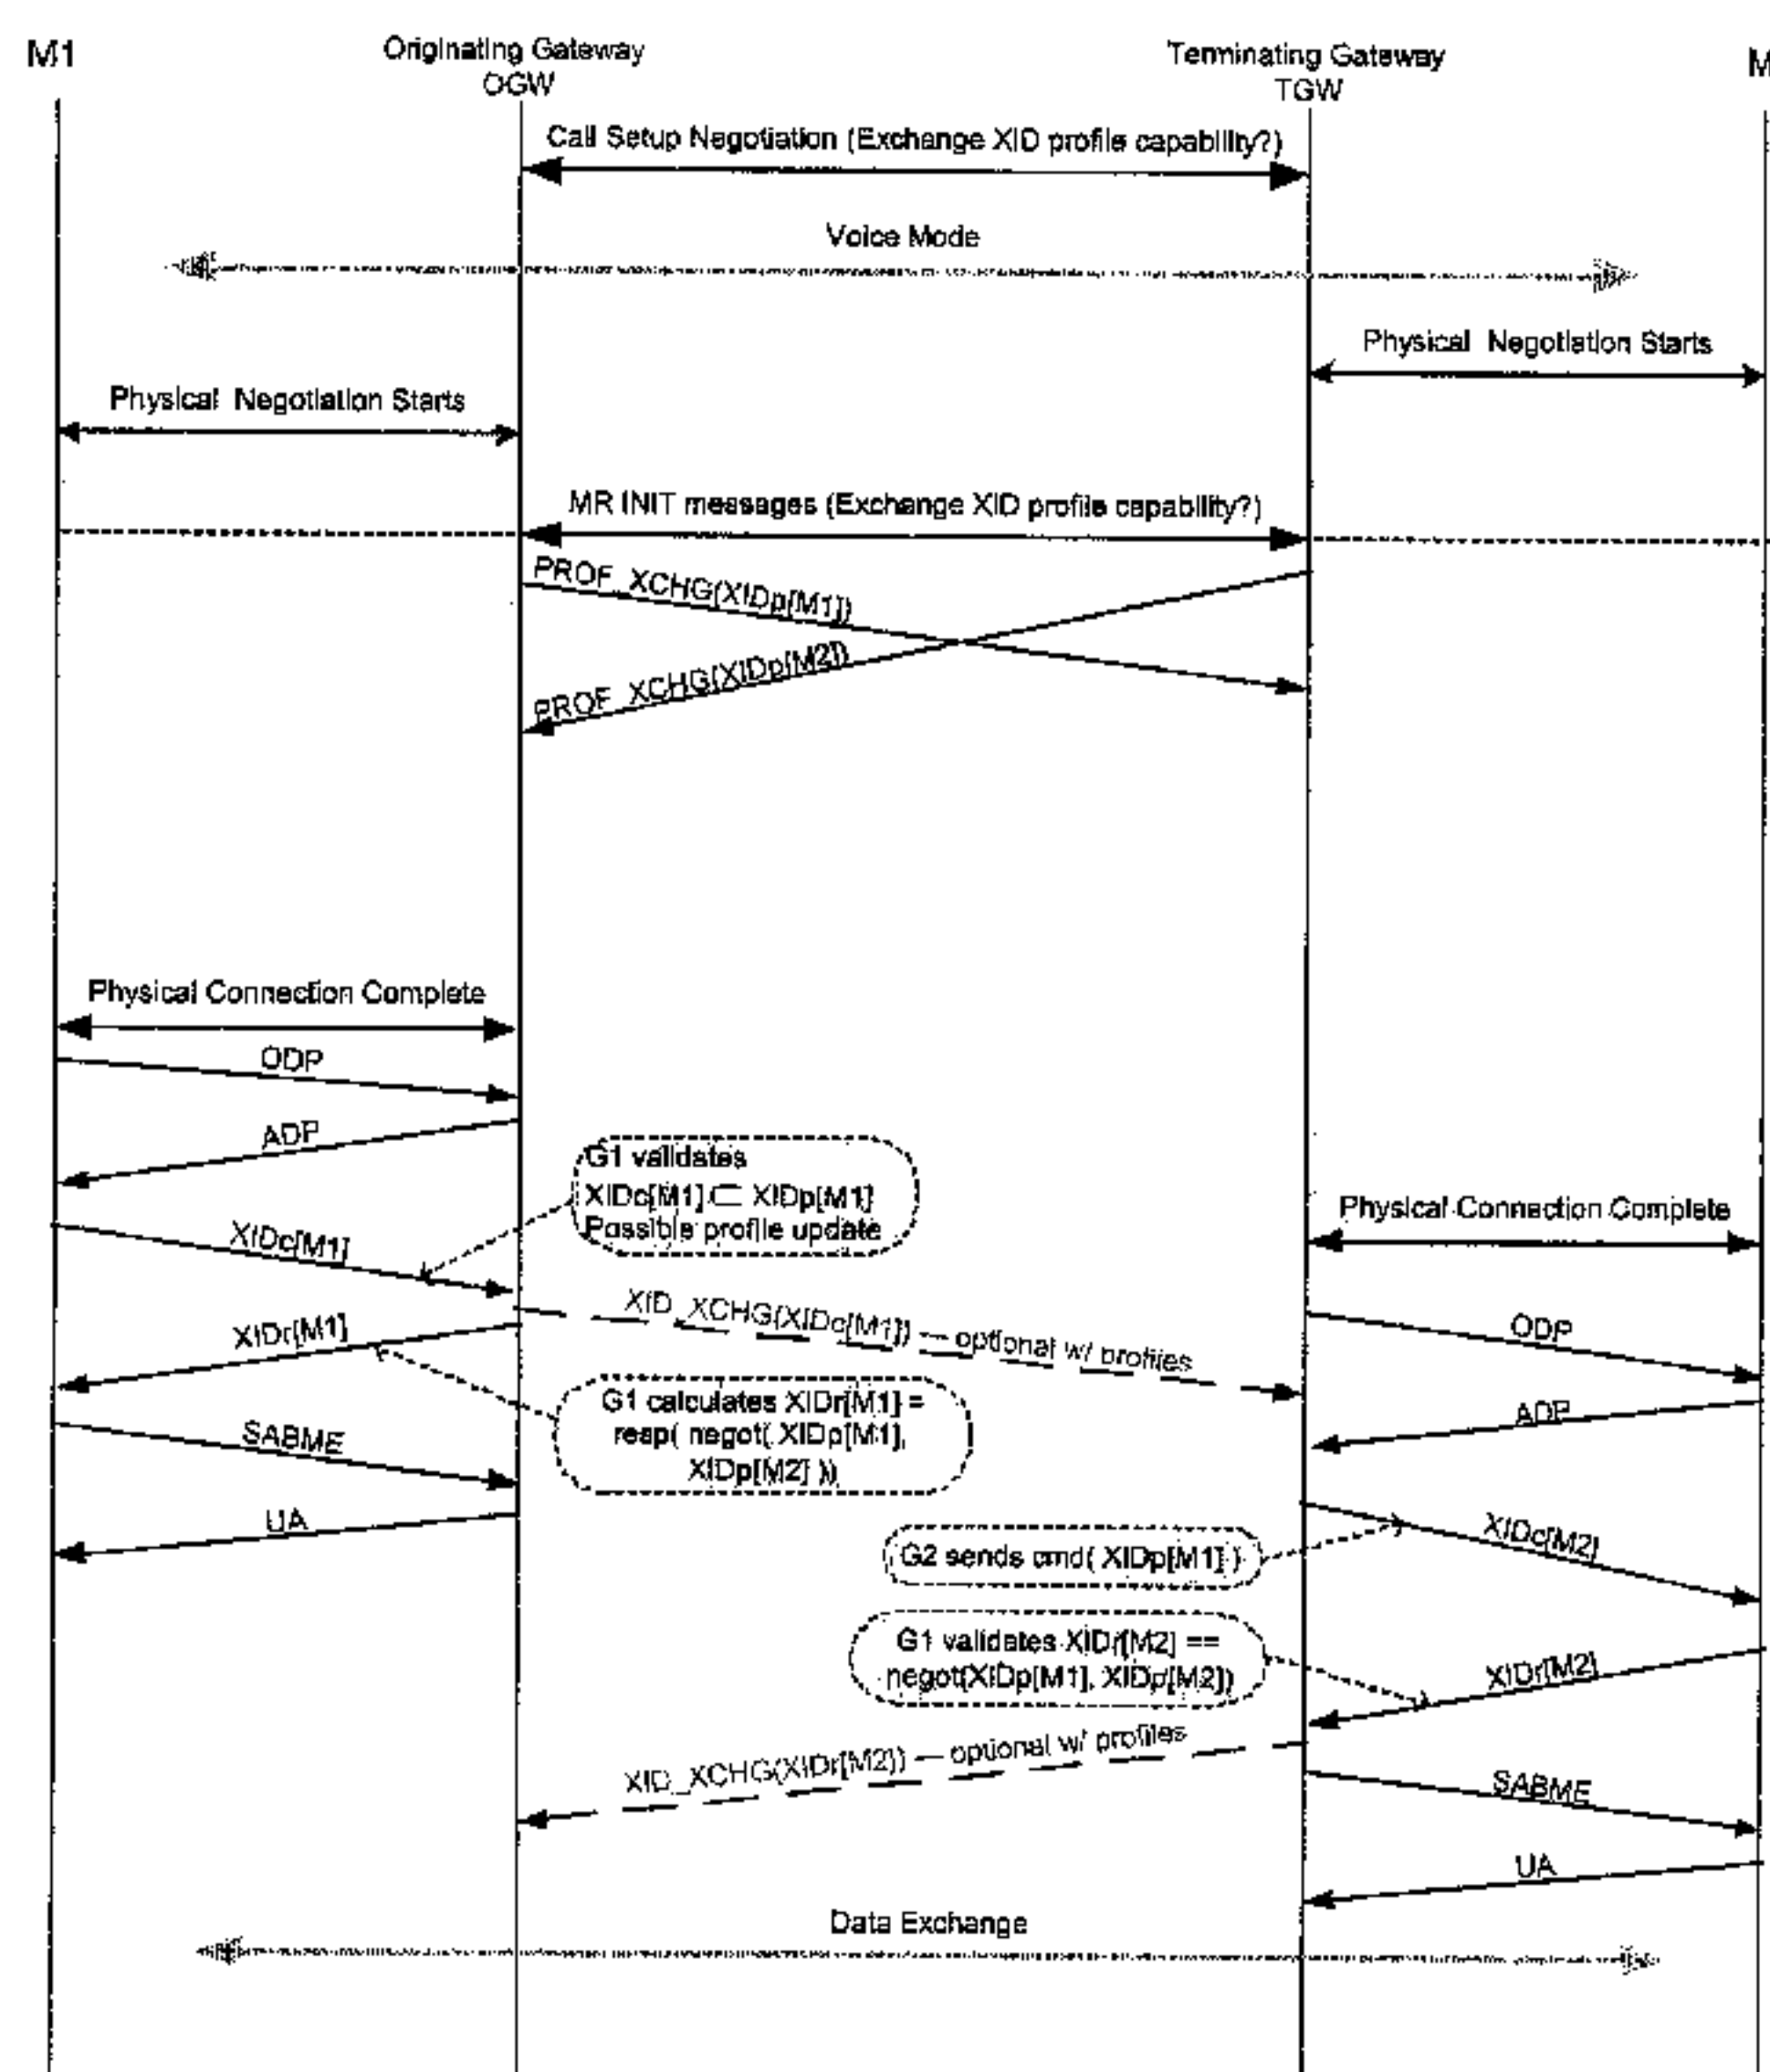 M1
Originating Gateway
OGW
Terminating Gateway
TGW
M
Call Setup Negotiation (Exchange XID profile capability?)
Voice Mode
Physical Negotiation Starts
Physical Negotiation Starts
MR INIT messages (Exchange XID profile capability?)
PROF_XCHG(XIDp[M1])
PROF_XCHG(XIDp[M2])
Physical Connection Complete
ODP
ADP
G1 validates
XIDc[M1] ⊂ XIDp[M1]
Possible profile update
Physical Connection Complete
XIDc[M1]
XID_XCHG(XIDc[M1]) — optional w/ profiles
XIDr[M1]
ODP
G1 calculates XIDr[M1] =
resp( negot( XIDp[M1],
XIDp[M2] ))
ADP
SABME
UA
XIDc[M2]
G2 sends cmd( XIDp[M1] )
G1 validates XIDr[M2] ==
negot(XIDp[M1], XIDp[M2])
XIDr[M2]
XID_XCHG(XIDr[M2]) — optional w/ profiles
SABME
UA
Data Exchange